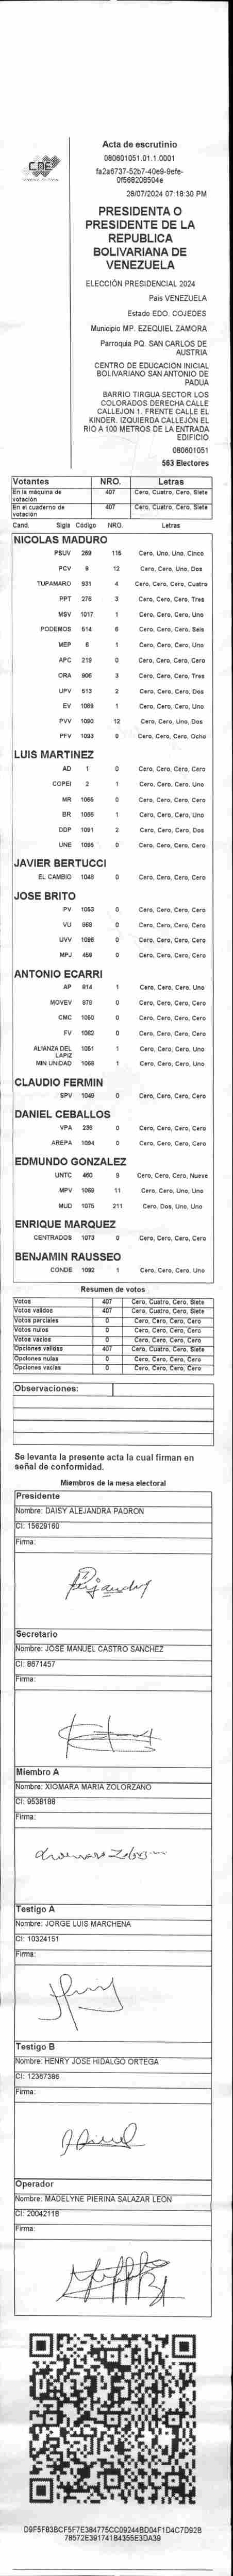 CNE
Acta de escrutinio
080601051.01.1.0001
fa2a6737-52b7-40e9-9efe-
0f568208504e
28/07/2024 07:18:30 PM
PRESIDENTA O
PRESIDENTE DE LA
REPUBLICA
BOLIVARIANA DE
VENEZUELA
ELECCIÓN PRESIDENCIAL 2024
País VENEZUELA
Estado EDO. COJEDES
Municipio MP. EZEQUIEL ZAMORA
Parroquia PQ. SAN CARLOS DE
AUSTRIA
CENTRO DE EDUCACIÓN INICIAL
BOLIVARIANO SAN ANTONIO DE
PADUA
BARRIO TIRGUA SECTOR LOS
COLORADOS DERECHA CALLE
CALLEJON 1. FRENTE CALLE EL
KINDER. IZQUIERDA CALLEJÓN EL
RIO A 100 METROS DE LA ENTRADA
EDIFICIO
080601051
563 Electores
Votantes NRO. Letras
En la máquina de votación 407 Cero, Cuatro, Cero, Siete
En el cuaderno de votación 407 Cero, Cuatro, Cero, Siete
Cand. Sigla Código NRO. Letras
NICOLAS MADURO
PSUV 269 115 Cero, Uno, Uno, Cinco
PCV 9 12 Cero, Cero, Uno, Dos
TUPAMARO 931 4 Cero, Cero, Cero, Cuatro
PPT 275 3 Cero, Cero, Cero, Tres
MSV 1017 1 Cero, Cero, Cero, Uno
PODEMOS 514 6 Cero, Cero, Cero, Seis
MEP 6 1 Cero, Cero, Cero, Uno
APC 219 0 Cero, Cero, Cero, Cero
ORA 906 3 Cero, Cero, Cero, Tres
UPV 513 2 Cero, Cero, Cero, Dos
EV 1089 1 Cero, Cero, Cero, Uno
PVV 1090 12 Cero, Cero, Uno, Dos
PFV 1093 8 Cero, Cero, Cero, Ocho
LUIS MARTINEZ
AD 1 0 Cero, Cero, Cero, Cero
COPEI 2 1 Cero, Cero, Cero, Uno
MR 1065 0 Cero, Cero, Cero, Cero
BR 1066 1 Cero, Cero, Cero, Uno
DDP 1091 2 Cero, Cero, Cero, Dos
UNE 1096 0 Cero, Cero, Cero, Cero
JAVIER BERTUCCI
EL CAMBIO 1048 0 Cero, Cero, Cero, Cero
JOSE BRITO
PV 1053 0 Cero, Cero, Cero, Cero
VU 0 Cero, Cero, Cero, Cero
UVV 0 Cero, Cero, Cero, Cero
MPJ 458 0 Cero, Cero, Cero, Cero
ANTONIO ECARRI
AP 914 1 Cero, Cero, Cero, Uno
MOVEV 978 0 Cero, Cero, Cero, Cero
CMC 1050 0 Cero, Cero, Cero, Cero
FV 1062 0 Cero, Cero, Cero, Cero
ALIANZA DEL LAPIZ 1051 1 Cero, Cero, Cero, Uno
MIN UNIDAD 1068 1 Cero, Cero, Cero, Uno
CLAUDIO FERMIN
SPV 1049 0 Cero, Cero, Cero, Cero
DANIEL CEBALLOS
VPA 236 0 Cero, Cero, Cero, Cero
AREPA 1094 0 Cero, Cero, Cero, Cero
EDMUNDO GONZALEZ
UNTC 460 9 Cero, Cero, Cero, Nueve
MPV 1069 11 Cero, Cero, Uno, Uno
MUD 1075 211 Cero, Dos, Uno, Uno
ENRIQUE MARQUEZ
CENTRADOS 1073 0 Cero, Cero, Cero, Cero
BENJAMIN RAUSSEO
CONDE 1092 1 Cero, Cero, Cero, Uno
Resumen de votos
Votos 407 Cero, Cuatro, Cero, Siete
Votos validos 407 Cero, Cuatro, Cero, Siete
Votos parciales 0 Cero, Cero, Cero, Cero
Votos nulos 0 Cero, Cero, Cero, Cero
Votos vacios 0 Cero, Cero, Cero, Cero
Opciones validas 407 Cero, Cuatro, Cero, Siete
Opciones nulas 0 Cero, Cero, Cero, Cero
Opciones vacias 0 Cero, Cero, Cero, Cero
Observaciones:
Se levanta la presente acta la cual firman en
señal de conformidad.
Miembros de la mesa electoral
Presidente
Nombre: DAISY ALEJANDRA PADRON
CI: 15629160
Firma:
Secretario
Nombre: JOSE MANUEL CASTRO SANCHEZ
CI: 8671457
Firma:
Miembro A
Nombre: XIOMARA MARIA ZOLORZANO
CI: 9538188
Firma:
Testigo A
Nombre: JORGE LUIS MARCHENA
CI: 10324151
Firma:
Testigo B
Nombre: HENRY JOSE HIDALGO ORTEGA
CI: 12367386
Firma:
Operador
Nombre: MADELYNE PIERINA SALAZAR LEON
CI: 20042118
Firma:
D9F5F83BCF5F7E384775CC09244BD04F1D4C7D92B
78572E39174184355E3DA39